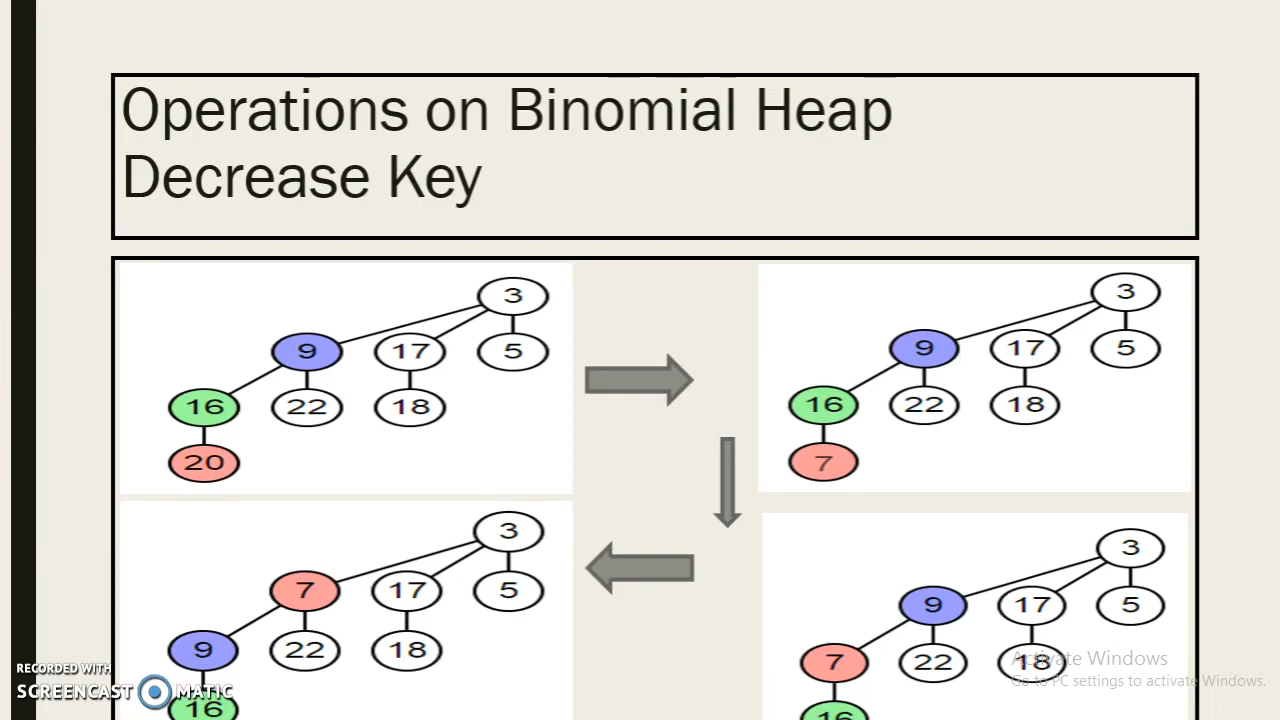 Operations on Binomial Heap
Decrease Key
3
9 17 5
16 22 18
20
3
9 17 5
16 22 18
7
3
7 17 5
9 22 18
16
3
9 17 5
7 22 18
16
Activate Windows
Go to PC settings to activate Windows.
RECORDED WITH
SCREENCAST MATIC